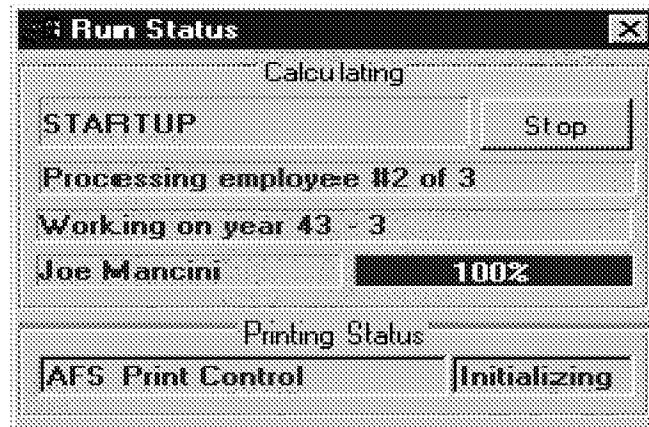 Run Status
Calculating
STARTUP Stop
Processing employee #2 of 3
Working on year 43 - 3
Joe Mancini 100%
Printing Status
AFS Print Control Initializing